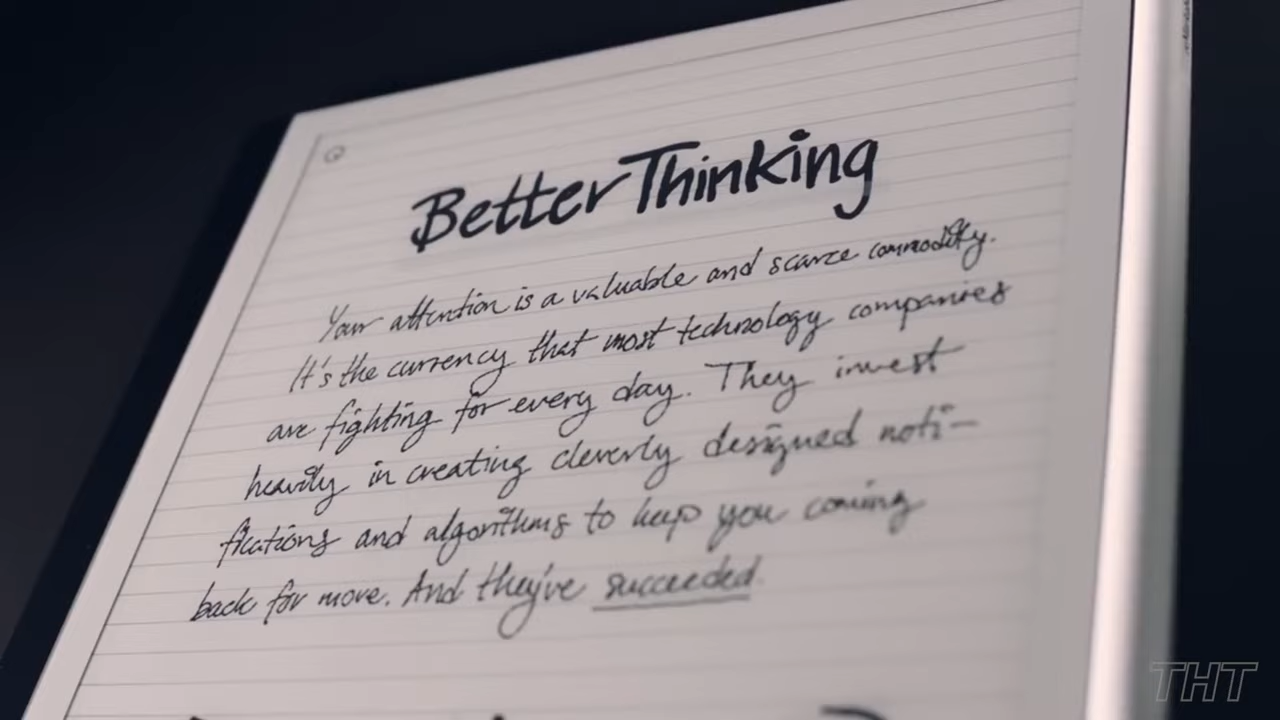 Better Thinking
Your attention is a valuable and scarce commodity.
It's the currency that most technology companies
are fighting for every day. They invest
heavily in creating cleverly designed noti-
fications and algorithms to keep you coming
back for more. And they've succeeded.
THT